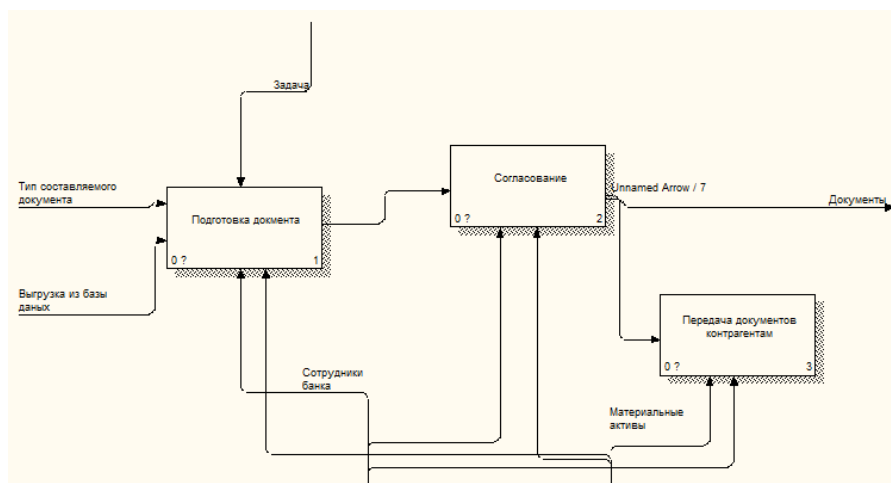 Задача
Согласование
0 ?
2
Unnamed Arrow / 7
Документы
Тип составляемого
документа
Подготовка докмента
0 ?
1
Выгрузка из базы
даных
Передача документов
контрагентам
0 ?
3
Сотрудники
банка
Материальные
активы